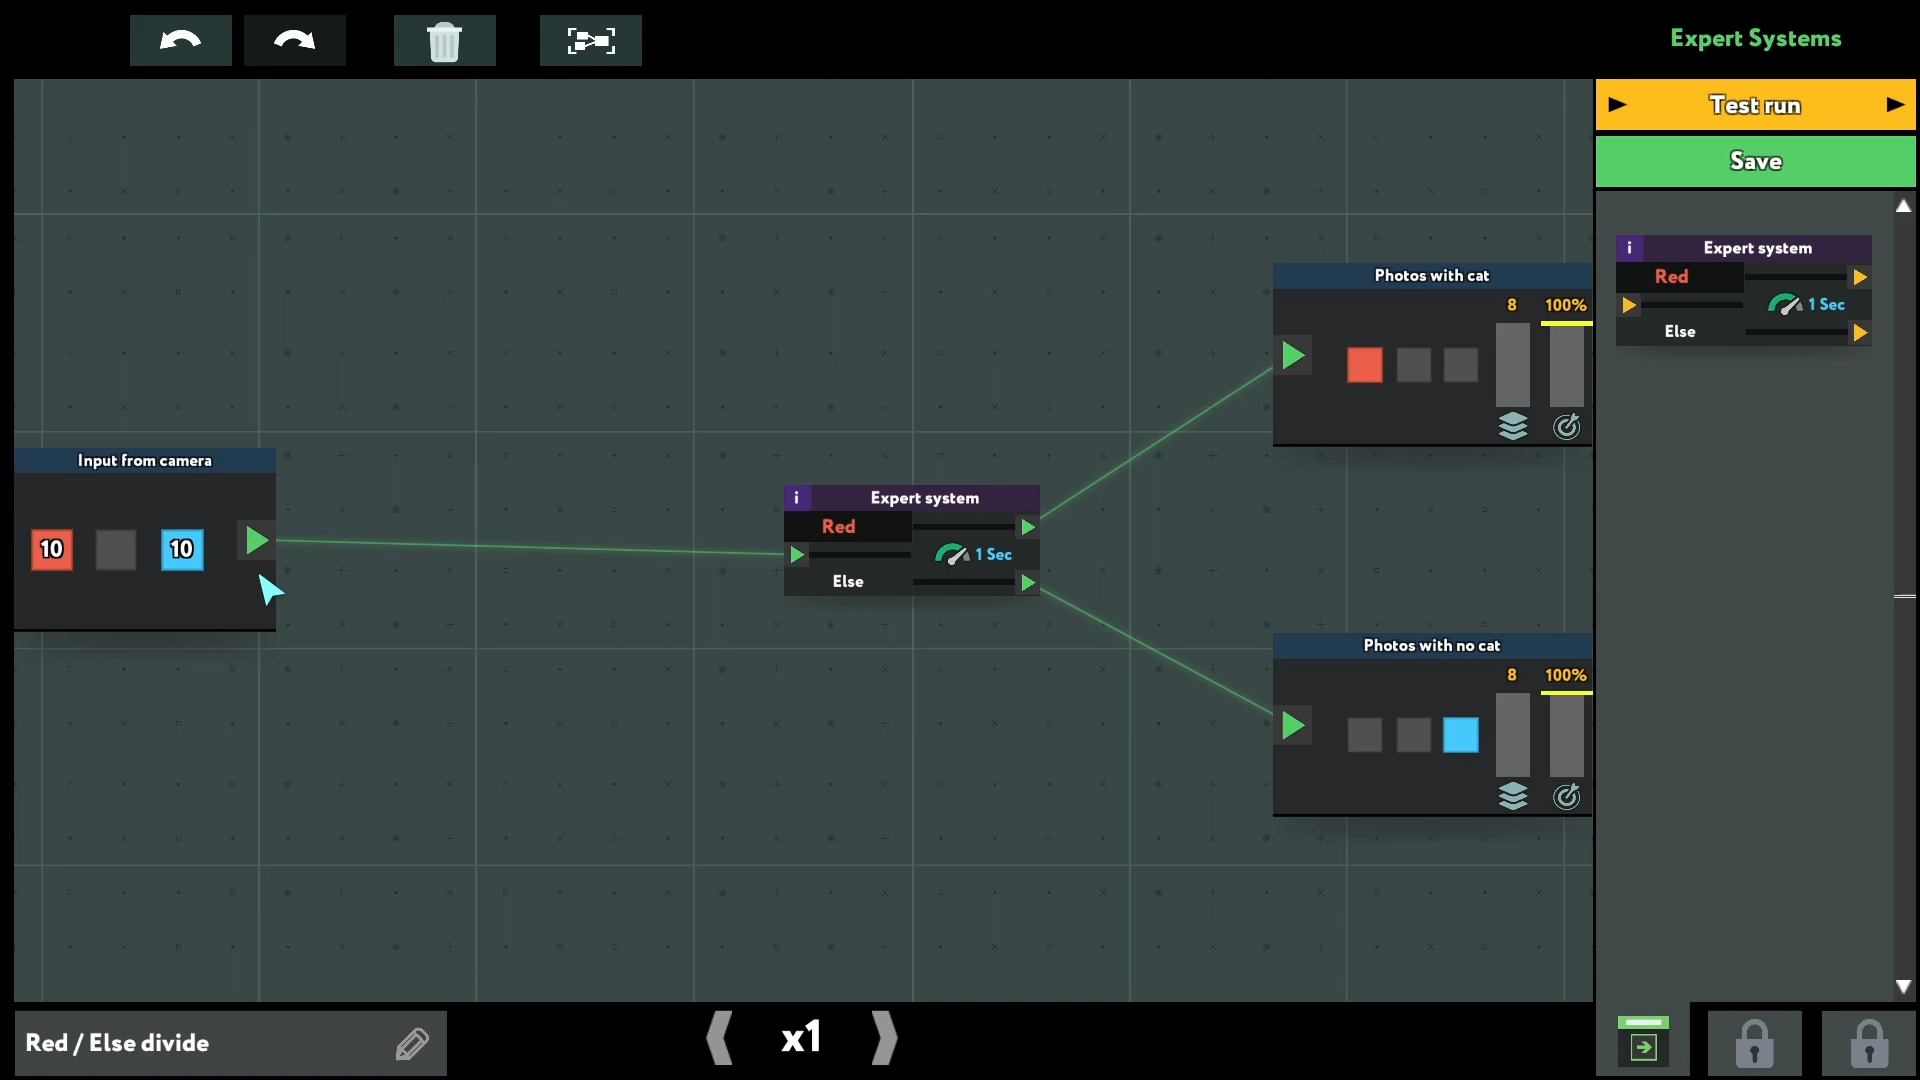 Expert Systems
Test run
Save
i Expert system
Red
1 Sec
Else
Photos with cat
8 100%
Input from camera
10 10
i Expert system
Red
1 Sec
Else
Photos with no cat
8 100%
Red / Else divide
x1